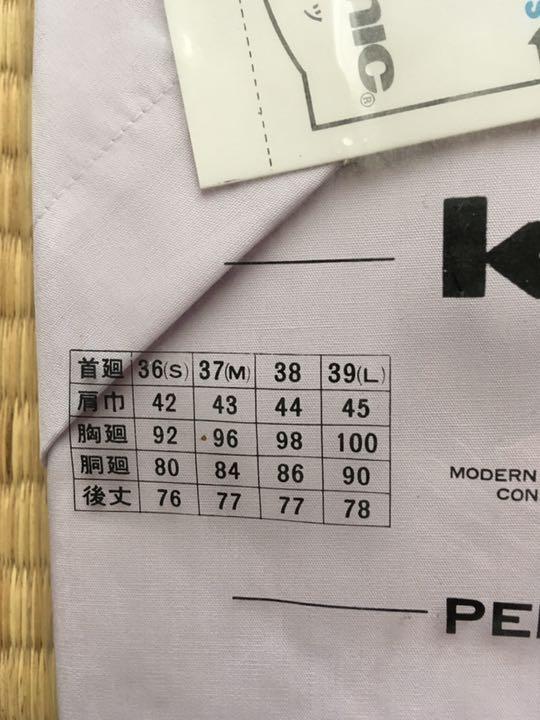 nic®
ッ
K
首廻 36(S) 37(M) 38 39(L)
肩巾 42 43 44 45
胸廻 92 96 98 100
胴廻 80 84 86 90
後丈 76 77 77 78
MODERN
CON
PE